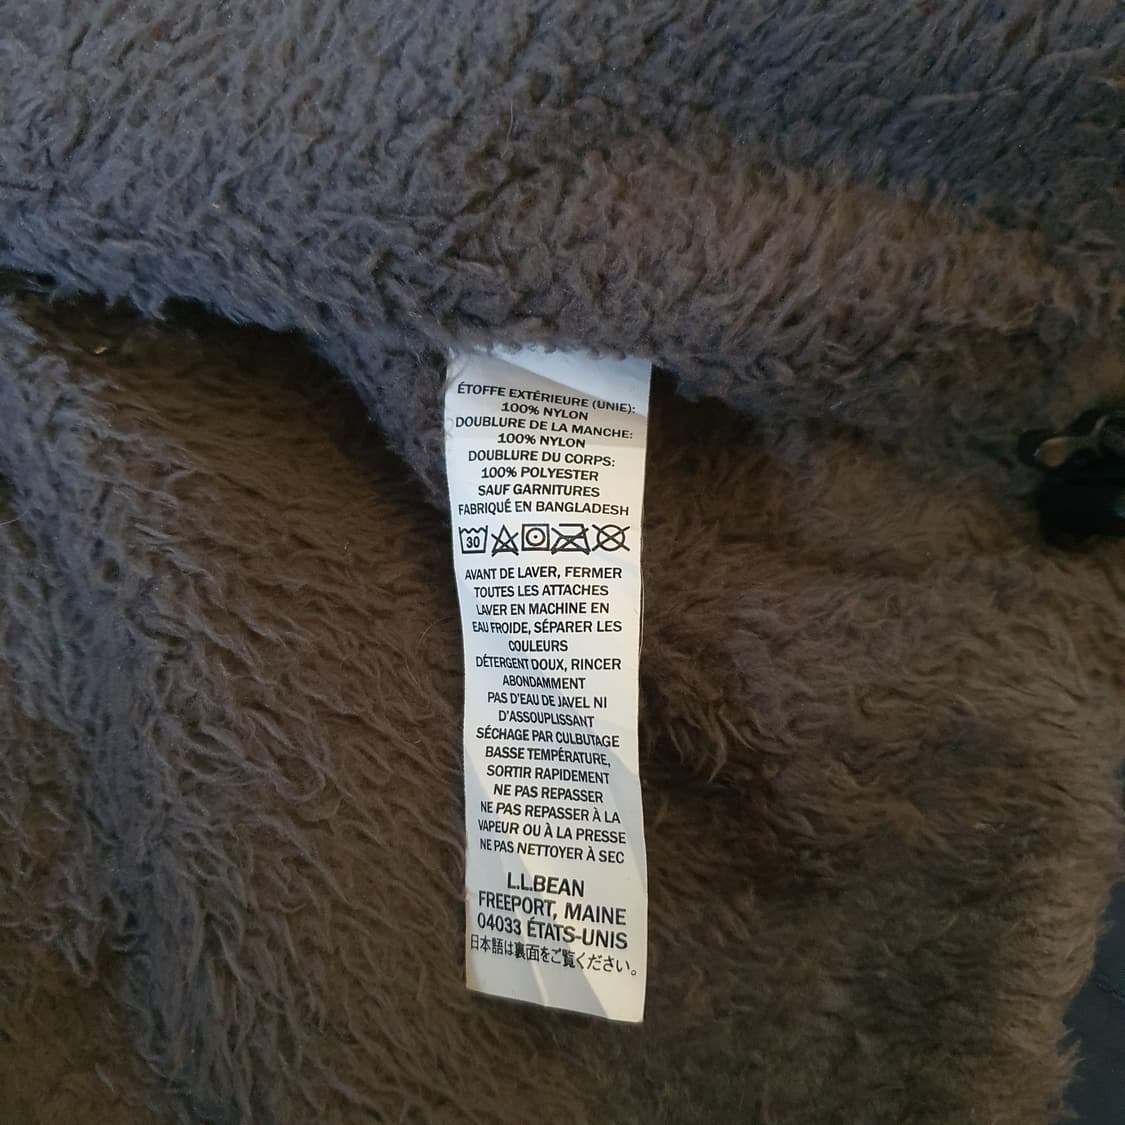 ÉTOFFE EXTÉRIEURE (UNIE):
100% NYLON
DOUBLURE DE LA MANCHE:
100% NYLON
DOUBLURE DU CORPS:
100% POLYESTER
SAUF GARNITURES
FABRIQUÉ EN BANGLADESH
30
AVANT DE LAVER, FERMER
TOUTES LES ATTACHES
LAVER EN MACHINE EN
EAU FROIDE, SÉPARER LES
COULEURS
DÉTERGENT DOUX, RINCER
ABONDAMMENT
PAS D'EAU DE JAVEL NI
D'ASSOUPLISSANT
SÉCHAGE PAR CULBUTAGE
BASSE TEMPÉRATURE,
SORTIR RAPIDEMENT
NE PAS REPASSER
NE PAS REPASSER À LA
VAPEUR OU À LA PRESSE
NE PAS NETTOYER À SEC
L.L.BEAN
FREEPORT, MAINE
04033 ÉTATS-UNIS
日本語は裏面をご覧ください。